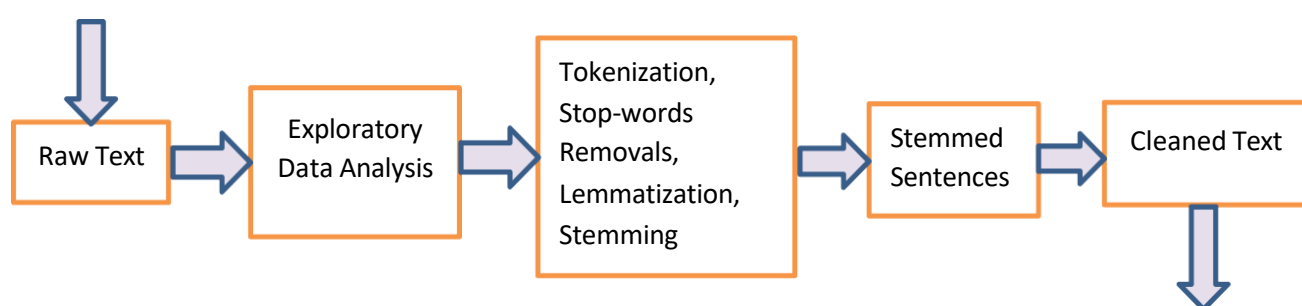 Raw Text
Exploratory
Data Analysis
Tokenization,
Stop-words
Removals,
Lemmatization,
Stemming
Stemmed
Sentences
Cleaned Text